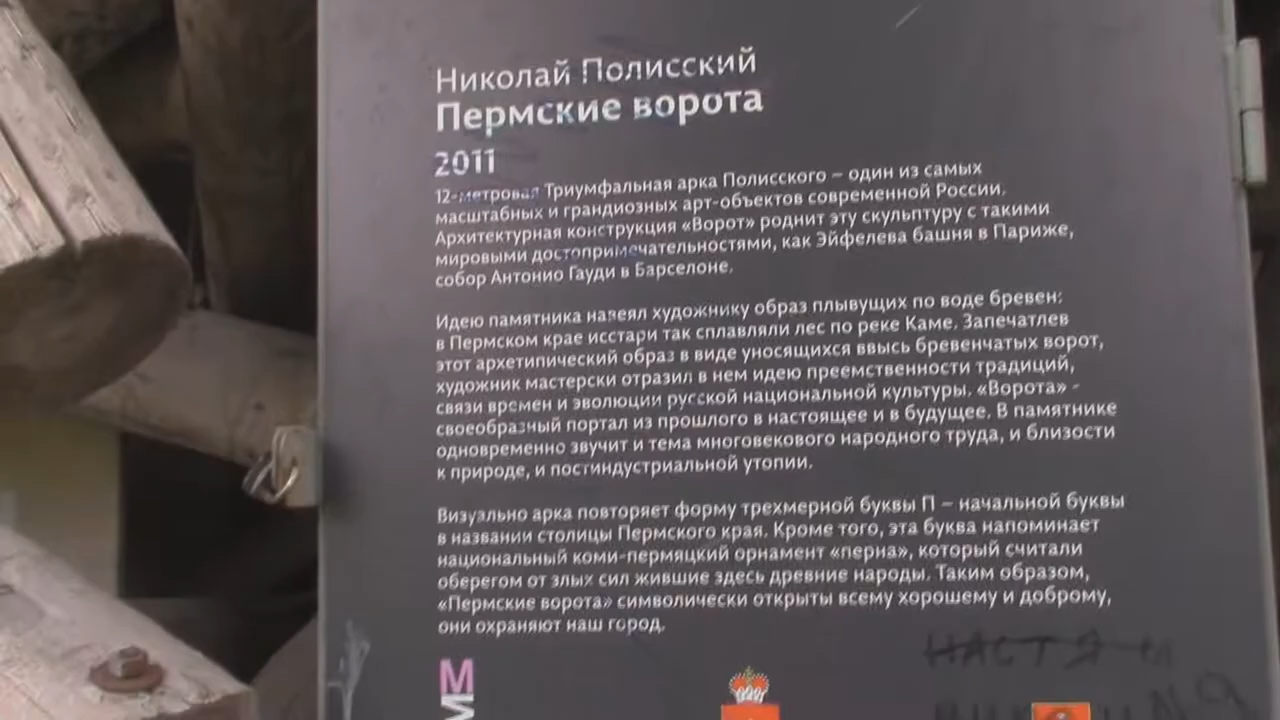 Николай Полисский
Пермские ворота
2011
12-метровая Триумфальная арка Полисского – один из самых
масштабных и грандиозных арт-объектов современной России.
Архитектурная конструкция «Ворот» роднит эту скульптуру с такими
мировыми достопримечательностями, как Эйфелева башня в Париже,
собор Антонио Гауди в Барселоне.
Идею памятника навеял художнику образ плывущих по воде бревен:
в Пермском крае исстари так сплавляли лес по реке Каме. Запечатлев
этот архетипический образ в виде уносящихся ввысь бревенчатых ворот,
художник мастерски отразил в нем идею преемственности традиций,
связи времен и эволюции русской национальной культуры. «Ворота» -
своеобразный портал из прошлого в настоящее и в будущее. В памятнике
одновременно звучит и тема многовекового народного труда, и близости
к природе, и постиндустриальной утопии.
Визуально арка повторяет форму трехмерной буквы П – начальной буквы
в названии столицы Пермского края. Кроме того, эта буква напоминает
национальный коми-пермяцкий орнамент «перна», который считали
оберегом от злых сил жившие здесь древние народы. Таким образом,
«Пермские ворота» символически открыты всему хорошему и доброму,
они охраняют наш город.
НАСТЯ
M